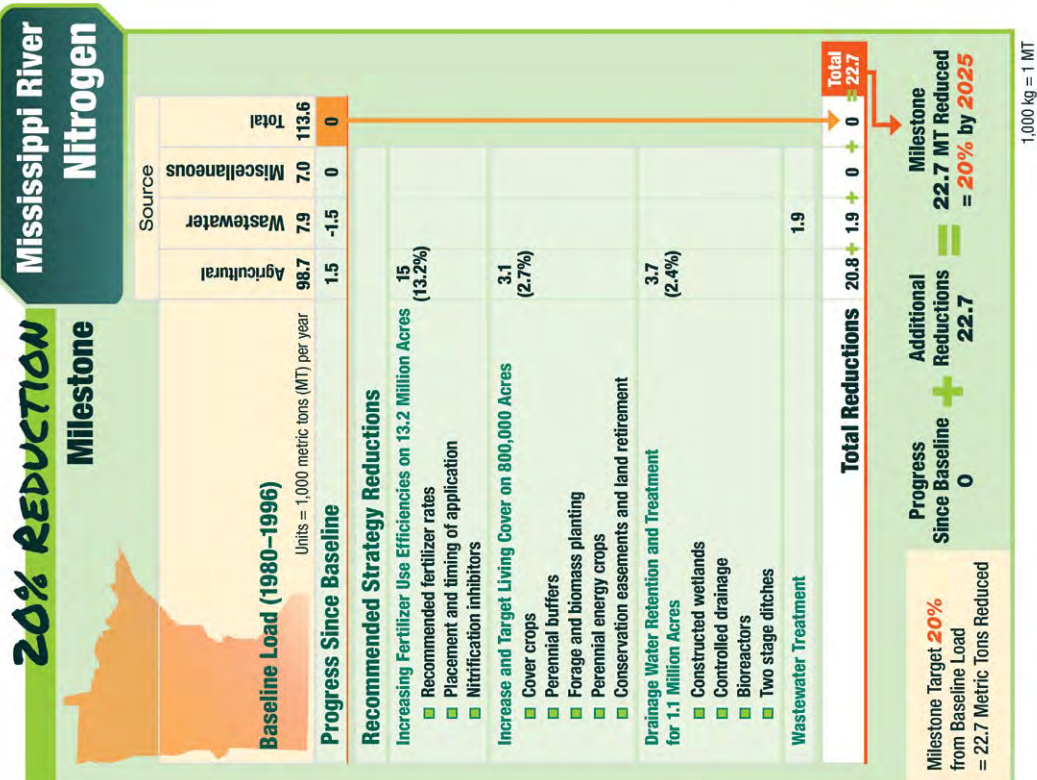 20% REDUCTION
Milestone
Mississippi River
Nitrogen
Source
Agricultural
Wastewater
Miscellaneous
Total
Baseline Load (1980–1996)
98.7 7.9 7.0 113.6
Units = 1,000 metric tons (MT) per year
Progress Since Baseline 1.5 -1.5 0 0
Recommended Strategy Reductions
Increasing Fertilizer Use Efficiencies on 13.2 Million Acres 15
(13.2%)
Recommended fertilizer rates
Placement and timing of application
Nitrification inhibitors
Increase and Target Living Cover on 800,000 Acres 3.1
(2.7%)
Cover crops
Perennial buffers
Forage and biomass planting
Perennial energy crops
Conservation easements and land retirement
Drainage Water Retention and Treatment 3.7
for 1.1 Million Acres (2.4%)
Constructed wetlands
Controlled drainage
Bioreactors
Two stage ditches
Wastewater Treatment 1.9
Total Reductions 20.8 + 1.9 + 0 + 0 = Total
22.7
Milestone Target 20%
from Baseline Load
= 22.7 Metric Tons Reduced
Progress
Since Baseline
0
+
Additional
Reductions
22.7
=
Milestone
22.7 MT Reduced
= 20% by 2025
1,000 kg = 1 MT